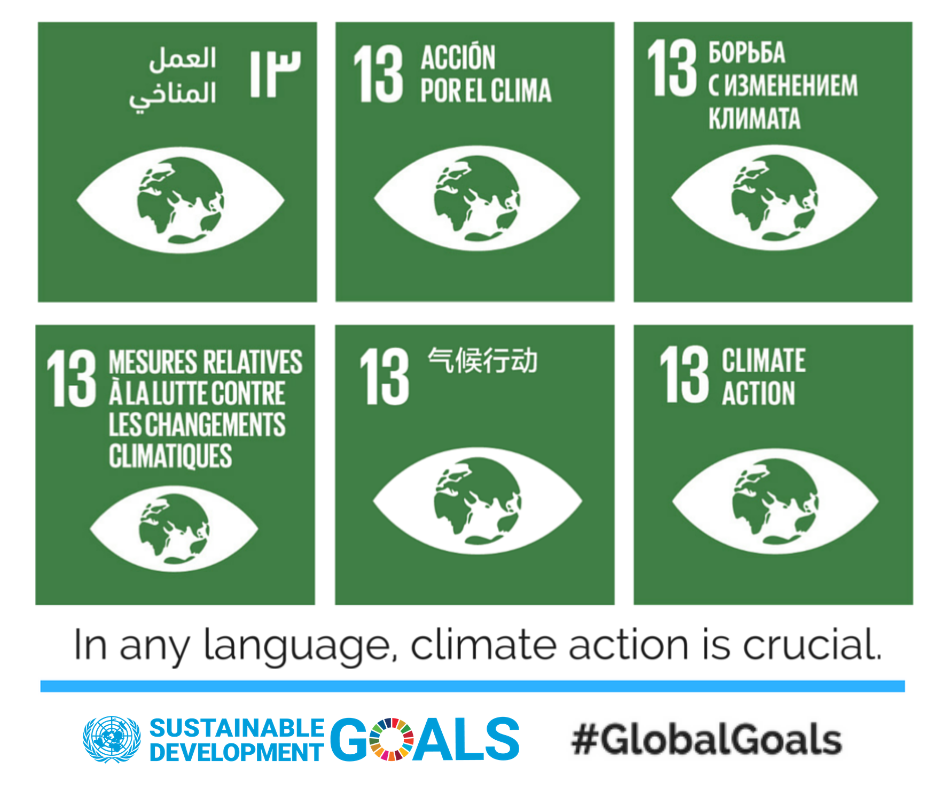 ١٣
العمل
المناخي
13
ACCIÓN
POR EL CLIMA
13
БОРЬБА
С ИЗМЕНЕНИЕМ
КЛИМАТА
13
MESURES RELATIVES
À LA LUTTE CONTRE
LES CHANGEMENTS
CLIMATIQUES
13
气候行动
13
CLIMATE
ACTION
In any language, climate action is crucial.
SUSTAINABLE
DEVELOPMENT
GOALS
#GlobalGoals